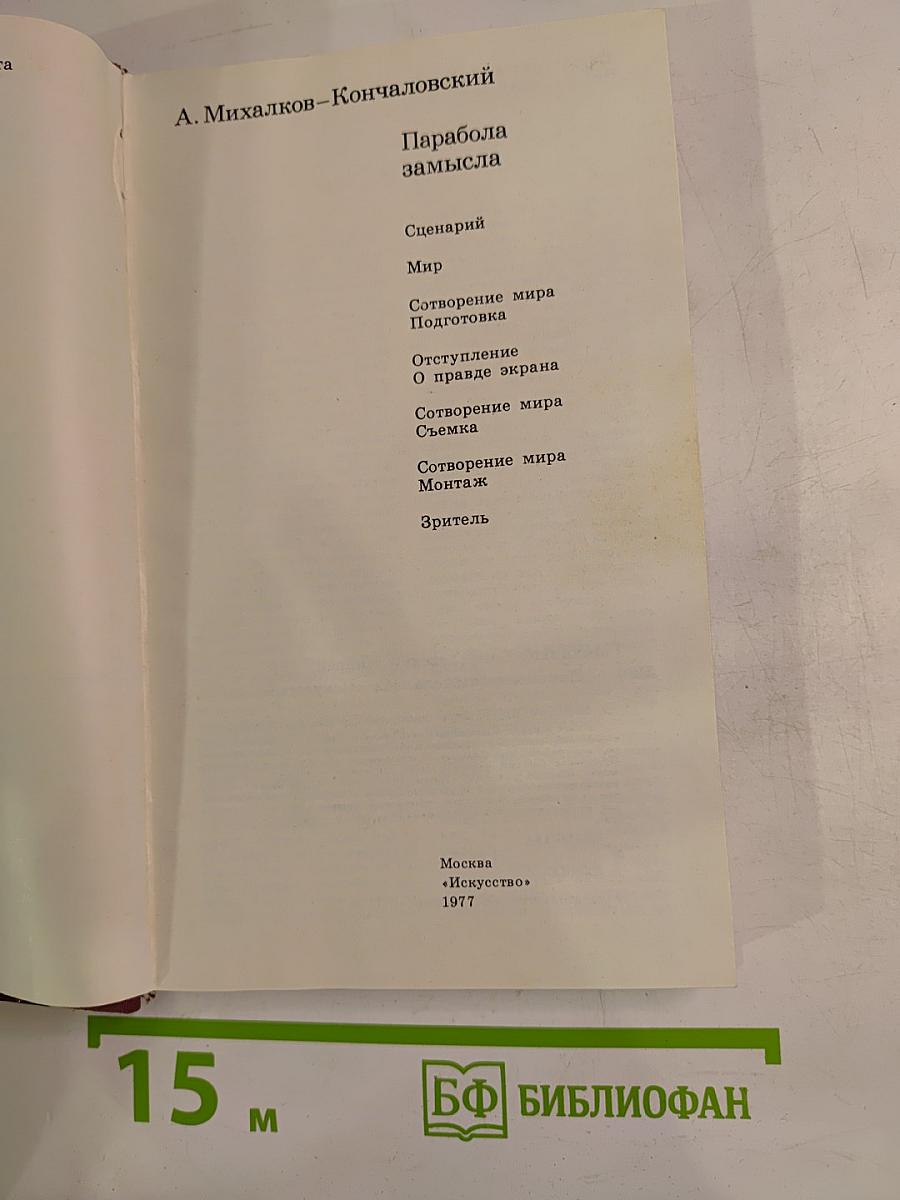 та
А. Михалков–Кончаловский
Парабола
замысла
Сценарий
Мир
Сотворение мира
Подготовка
Отступление
О правде экрана
Сотворение мира
Съемка
Сотворение мира
Монтаж
Зритель
Москва
«Искусство»
1977
15 м
БФ БИБЛИОФАН